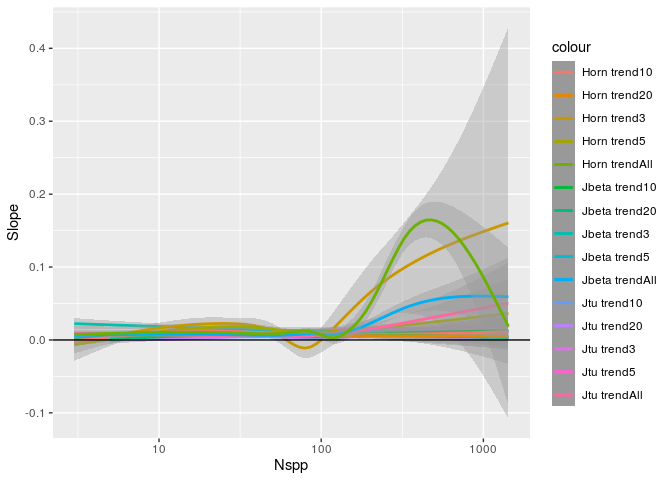 0.4
0.3
0.2
0.1
0.0
-0.1
Slope
10
100
1000
Nspp
colour
Horn trend10
Horn trend20
Horn trend3
Horn trend5
Horn trendAll
Jbeta trend10
Jbeta trend20
Jbeta trend3
Jbeta trend5
Jbeta trendAll
Jtu trend10
Jtu trend20
Jtu trend3
Jtu trend5
Jtu trendAll